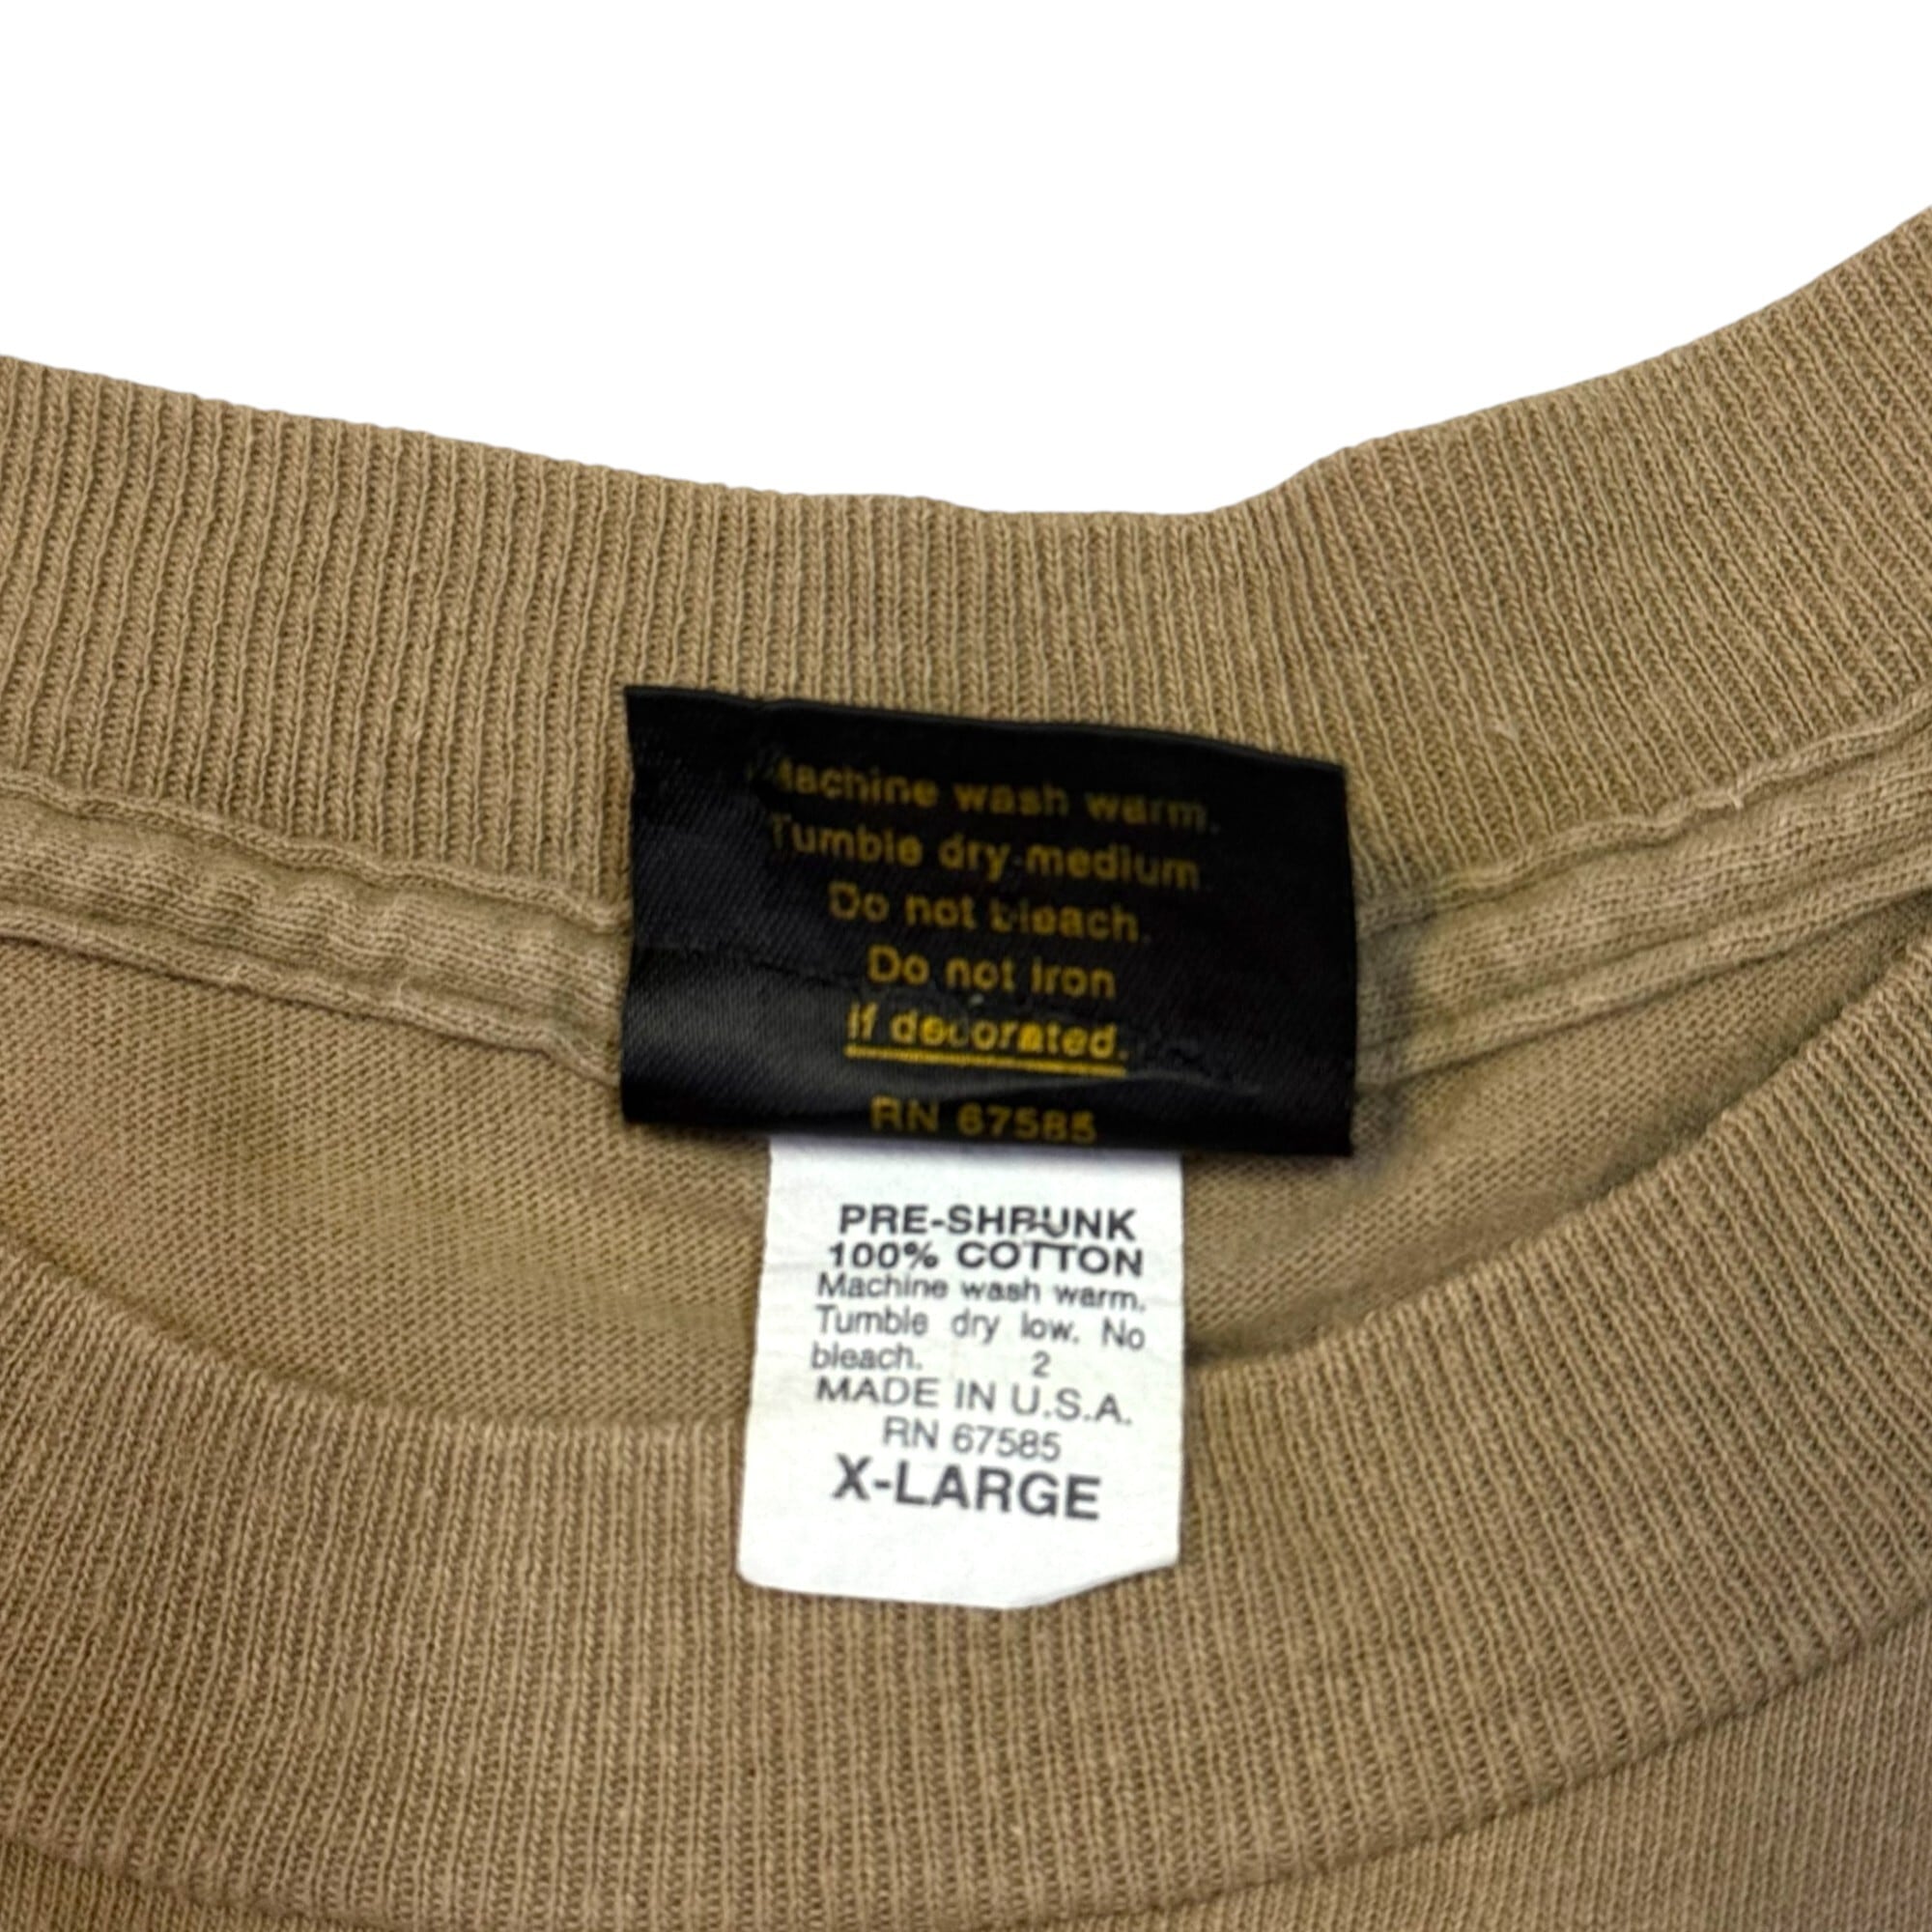 Machine wash warm.
Tumble dry medium.
Do not bleach.
Do not iron
if decorated.
RN 67585
PRE-SHRUNK
100% COTTON
Machine wash warm.
Tumble dry low. No
bleach. 2
MADE IN U.S.A.
RN 67585
X-LARGE